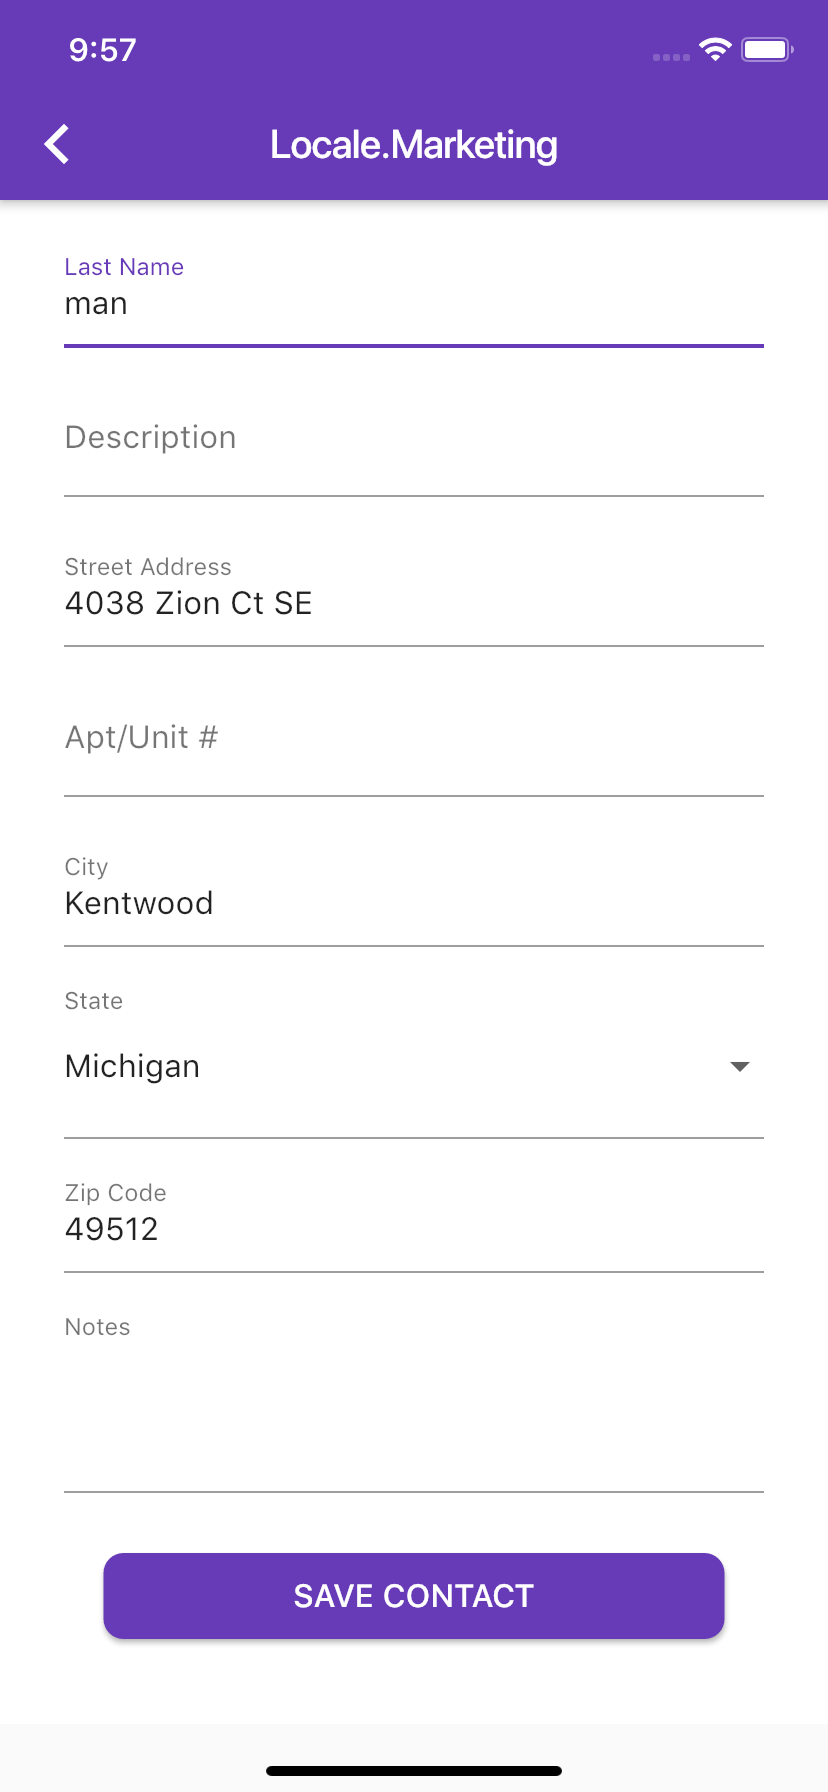 9:57
Locale.Marketing
Last Name
man
Description
Street Address
4038 Zion Ct SE
Apt/Unit #
City
Kentwood
State
Michigan
Zip Code
49512
Notes
SAVE CONTACT